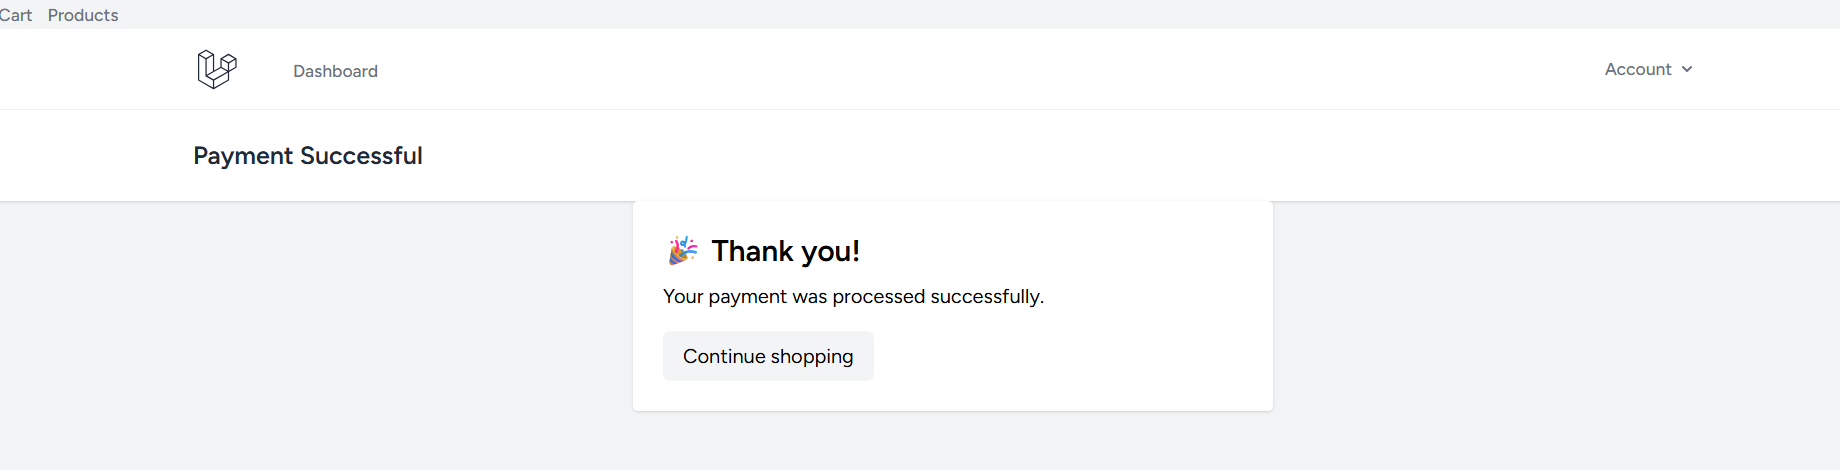 Cart Products
Dashboard Account
Payment Successful
🎉 Thank you!
Your payment was processed successfully.
Continue shopping